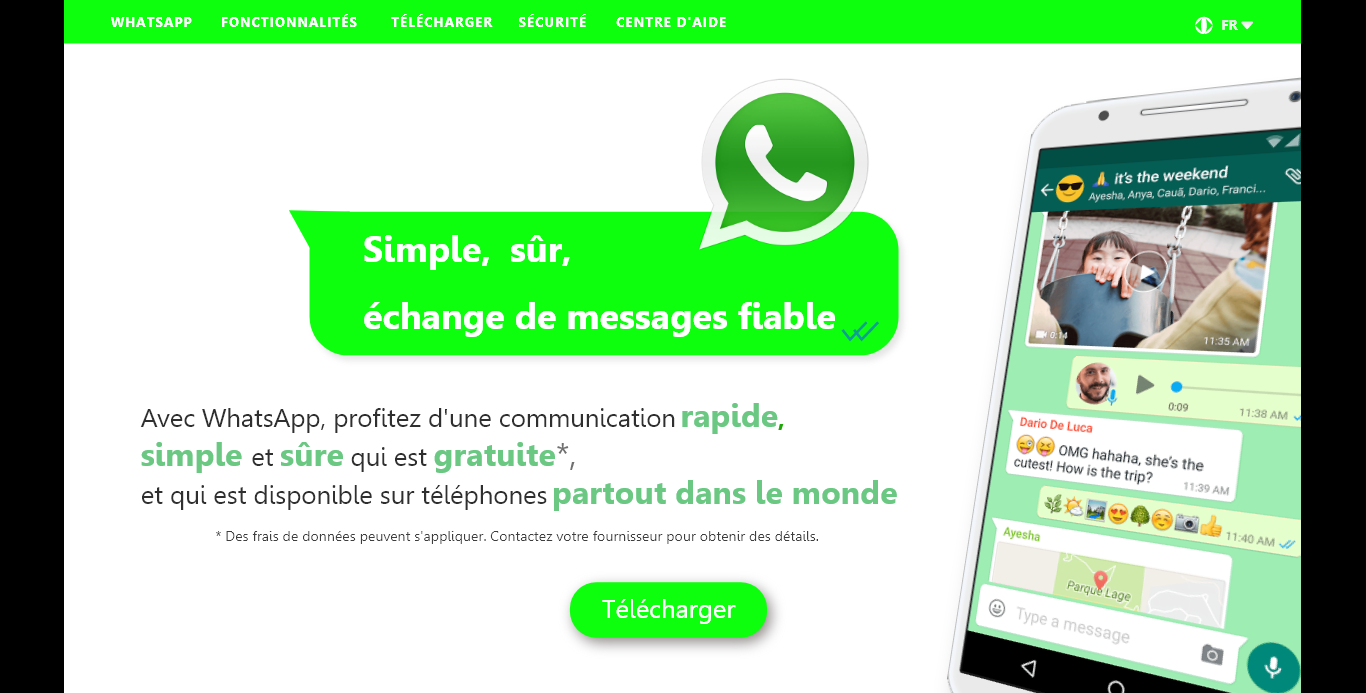 WHATSAPP FONCTIONNALITÉS TÉLÉCHARGER SÉCURITÉ CENTRE D'AIDE FR
Simple, sûr,
échange de messages fiable
Avec WhatsApp, profitez d'une communication rapide,
simple et sûre qui est gratuite*,
et qui est disponible sur téléphones partout dans le monde
* Des frais de données peuvent s'appliquer. Contactez votre fournisseur pour obtenir des détails.
Télécharger
🙏 it's the weekend
Ayesha, Anya, Cauã, Dario, Franci...
0:14 11:35 AM
0:09 11:38 AM
Dario De Luca
😜😝 OMG hahaha, she's the
cutest! How is the trip?
11:39 AM
🌿🌤🏞😍🌳☺📷👍 11:40 AM
Ayesha
Parque Lage
Type a message